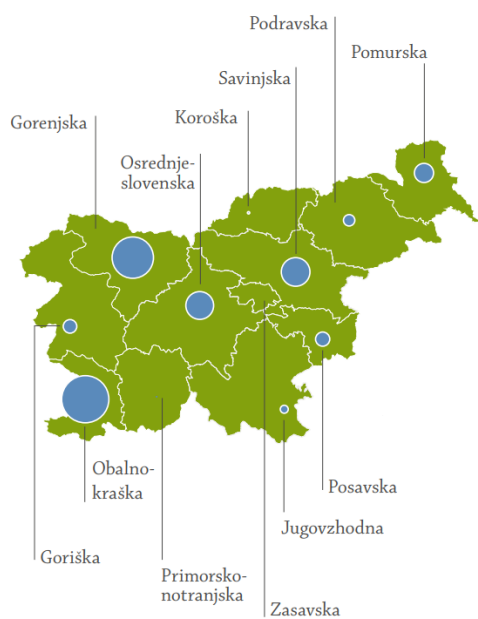 Podravska
Pomurska
Savinjska
Koroška
Gorenjska
Osrednje-
slovenska
Obalno-
kraška
Posavska
Jugovzhodna
Goriška
Primorsko-
notranjska
Zasavska